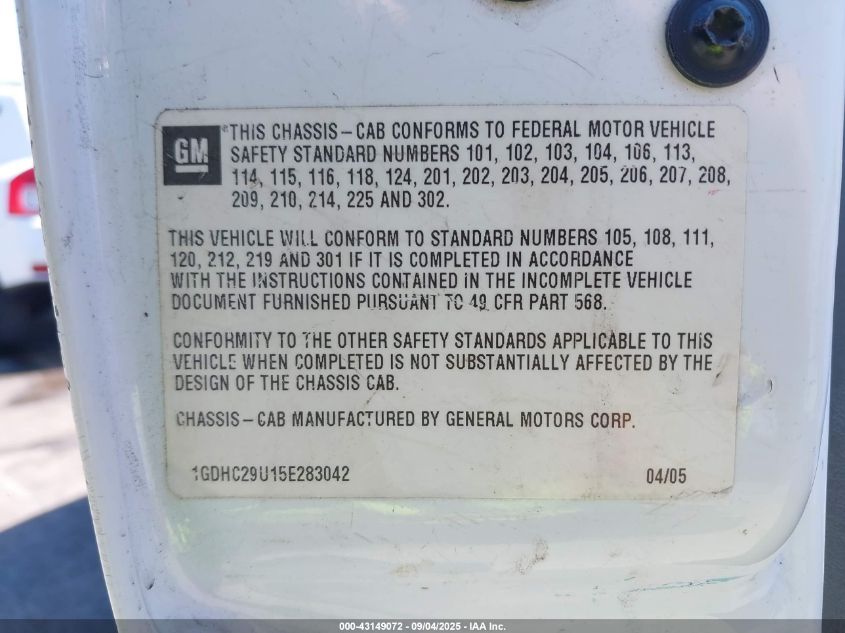 GM
*THIS CHASSIS-CAB CONFORMS TO FEDERAL MOTOR VEHICLE
SAFETY STANDARD NUMBERS 101, 102, 103, 104, 106, 113,
114, 115, 116, 118, 124, 201, 202, 203, 204, 205, 206, 207, 208,
209, 210, 214, 225 AND 302.
THIS VEHICLE WILL CONFORM TO STANDARD NUMBERS 105, 108, 111,
120, 212, 219 AND 301 IF IT IS COMPLETED IN ACCORDANCE
WITH THE INSTRUCTIONS CONTAINED IN THE INCOMPLETE VEHICLE
DOCUMENT FURNISHED PURSUANT TO 49 CFR PART 568.
CONFORMITY TO THE OTHER SAFETY STANDARDS APPLICABLE TO THIS
VEHICLE WHEN COMPLETED IS NOT SUBSTANTIALLY AFFECTED BY THE
DESIGN OF THE CHASSIS CAB.
CHASSIS-CAB MANUFACTURED BY GENERAL MOTORS CORP.
1GDHC29U15E283042 04/05
000-43149072 - 09/04/2025 - IAA Inc.